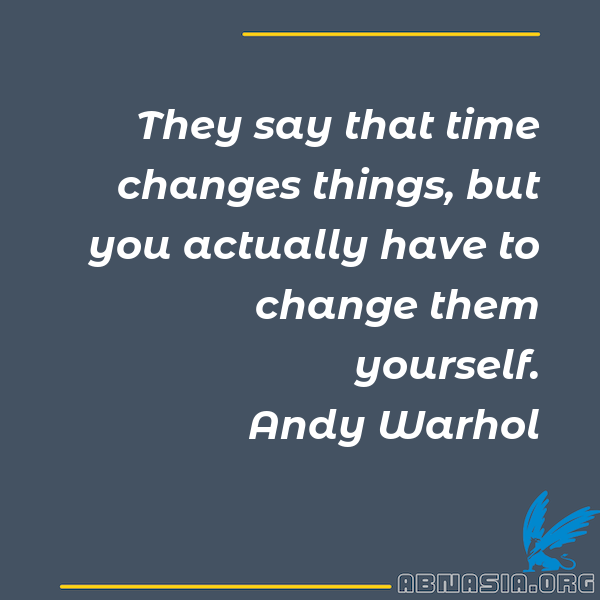 They say that time
changes things, but
you actually have to
change them
yourself.
Andy Warhol
ABNASIA.ORG